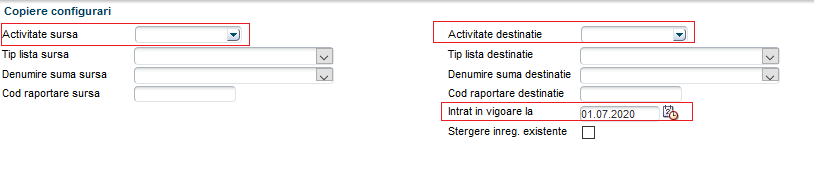 Copiere configurari
Activitate sursa
Activitate destinatie
Tip lista sursa
Tip lista destinatie
Denumire suma sursa
Denumire suma destinatie
Cod raportare sursa
Cod raportare destinatie
Intrat in vigoare la 01.07.2020
Stergere inreg. existente